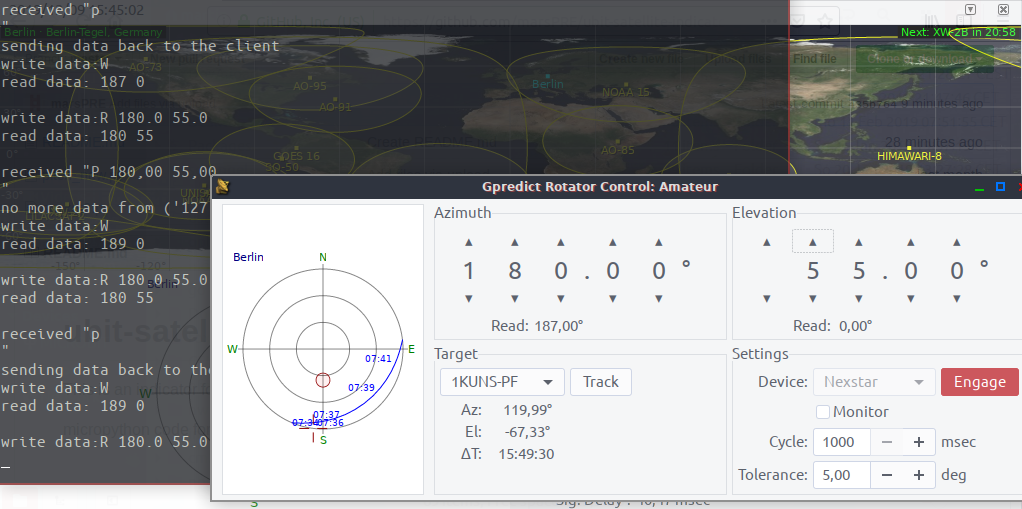 received "p
"
sending data back to the client
write data:W
read data: 187 0
write data:R 180.0 55.0
read data: 180 55
received "P 180,00 55,00
"
no more data from ('127
write data:W
read data: 189 0
write data:R 180.0 55.0
read data: 180 55
received "p
"
sending data back to the
write data:W
read data: 189 0
write data:R 180.0 55.0
_
Berlin : Berlin-Tegel. Germany
Next: XW-2B in 20:58
AO-73
AO-95
AO-91
Berlin
NOAA 15
GOES 16
SO-50
AO-85
HIMAWARI-8
Find file
9 minutes ago
28 minutes ago
-150°
-120°
Gpredict Rotator Control: Amateur
Berlin
N
W
E
S
07:41
07:39
07:37
07:36
Azimuth
1 8 0 . 0 0 °
Read: 187,00°
Elevation
5 5 . 0 0 °
Read: 0,00°
Target
1KUNS-PF
Track
Az: 119,99°
El: -67,33°
ΔT: 15:49:30
Settings
Device: Nexstar
Engage
Monitor
Cycle: 1000 − + msec
Tolerance: 5,00 − + deg